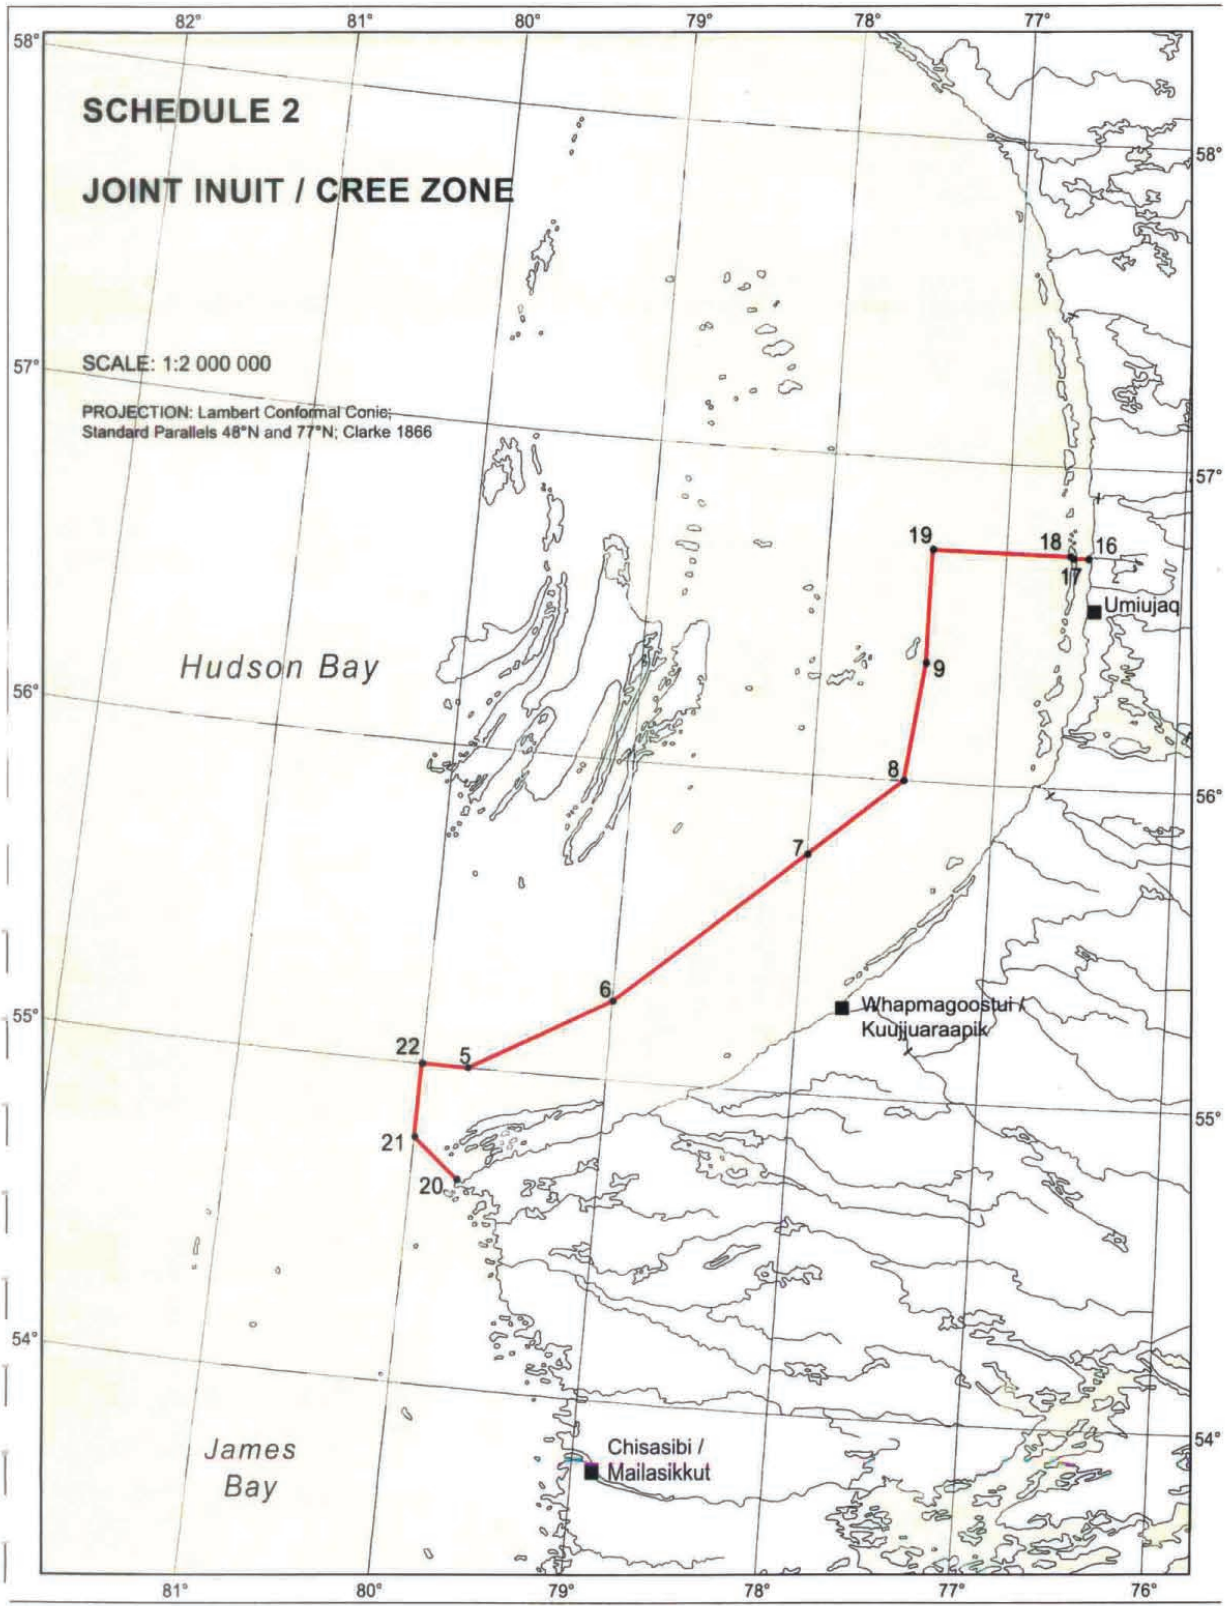 82° 81° 80° 79° 78° 77°
58°
SCHEDULE 2
JOINT INUIT / CREE ZONE
58°
57°
SCALE: 1:2 000 000
PROJECTION: Lambert Conformal Conic;
Standard Parallels 48°N and 77°N; Clarke 1866
57°
19 18 16
17
Umiujaq
Hudson Bay
9
56°
8
56°
7
6
Whapmagoostui /
Kuujjuaraapik
55°
22 5
55°
21
20
54°
54°
James
Bay
Chisasibi /
Mailasikkut
81° 80° 79° 78° 77° 76°